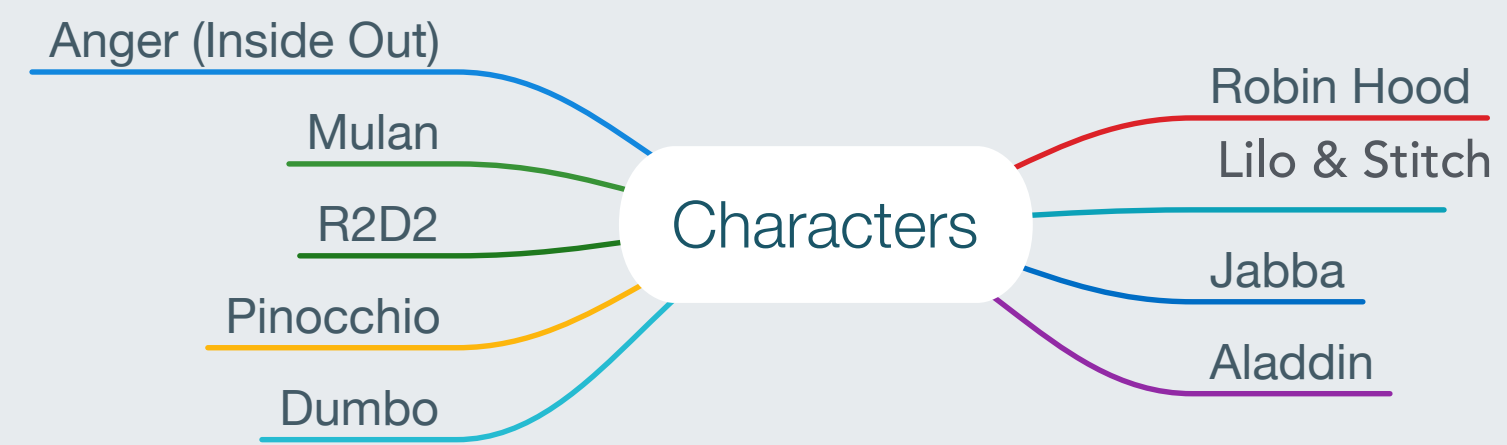 Anger (Inside Out)
Mulan
R2D2
Pinocchio
Dumbo
Characters
Robin Hood
Lilo & Stitch
Jabba
Aladdin